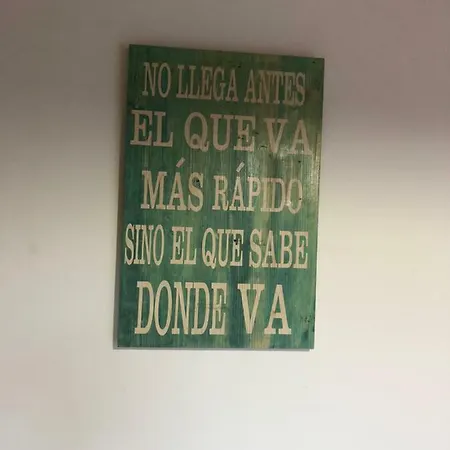 NO LLEGA ANTES
EL QUE VA
MÁS RÁPIDO
SINO EL QUE SABE
DONDE VA